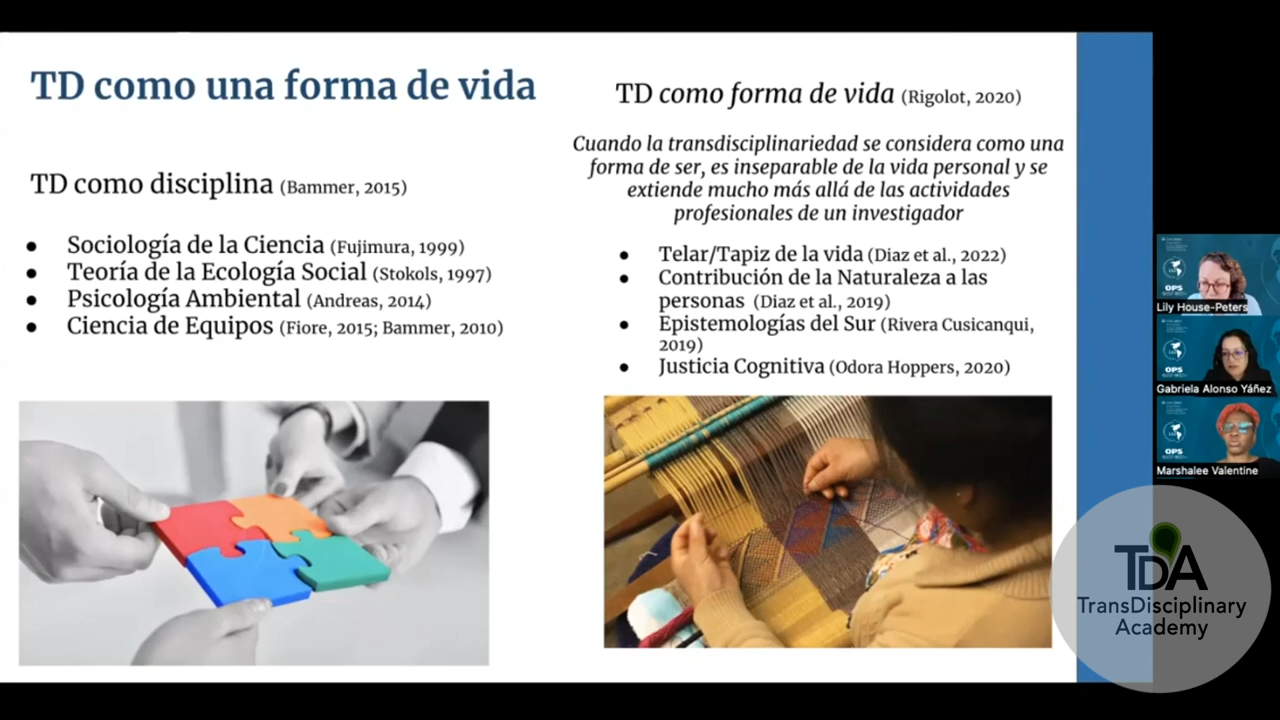 TD como una forma de vida
TD como disciplina (Bammer, 2015)
● Sociología de la Ciencia (Fujimura, 1999)
● Teoría de la Ecología Social (Stokols, 1997)
● Psicología Ambiental (Andreas, 2014)
● Ciencia de Equipos (Fiore, 2015; Bammer, 2010)
TD como forma de vida (Rigolot, 2020)
Cuando la transdisciplinariedad se considera como una
forma de ser, es inseparable de la vida personal y se
extiende mucho más allá de las actividades
profesionales de un investigador
● Telar/Tapiz de la vida (Diaz et al., 2022)
● Contribución de la Naturaleza a las
personas (Diaz et al., 2019)
● Epistemologías del Sur (Rivera Cusicanqui,
2019)
● Justicia Cognitiva (Odora Hoppers, 2020)
OPS
Lily House-Peters
OPS
Gabriela Alonso Yáñez
OPS
Marshalee Valentine
TDA
TransDisciplinary
Academy